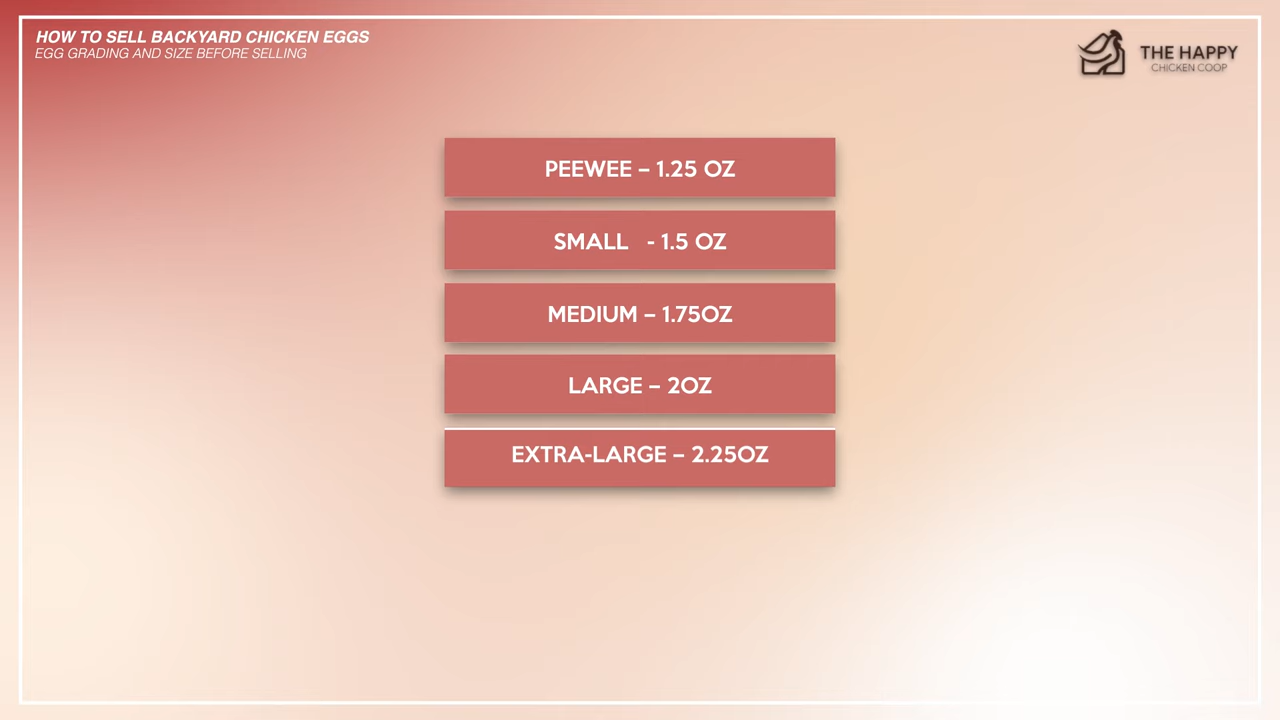 HOW TO SELL BACKYARD CHICKEN EGGS
EGG GRADING AND SIZE BEFORE SELLING
THE HAPPY
CHICKEN COOP
PEEWEE – 1.25 OZ
SMALL - 1.5 OZ
MEDIUM – 1.75OZ
LARGE – 2OZ
EXTRA-LARGE – 2.25OZ